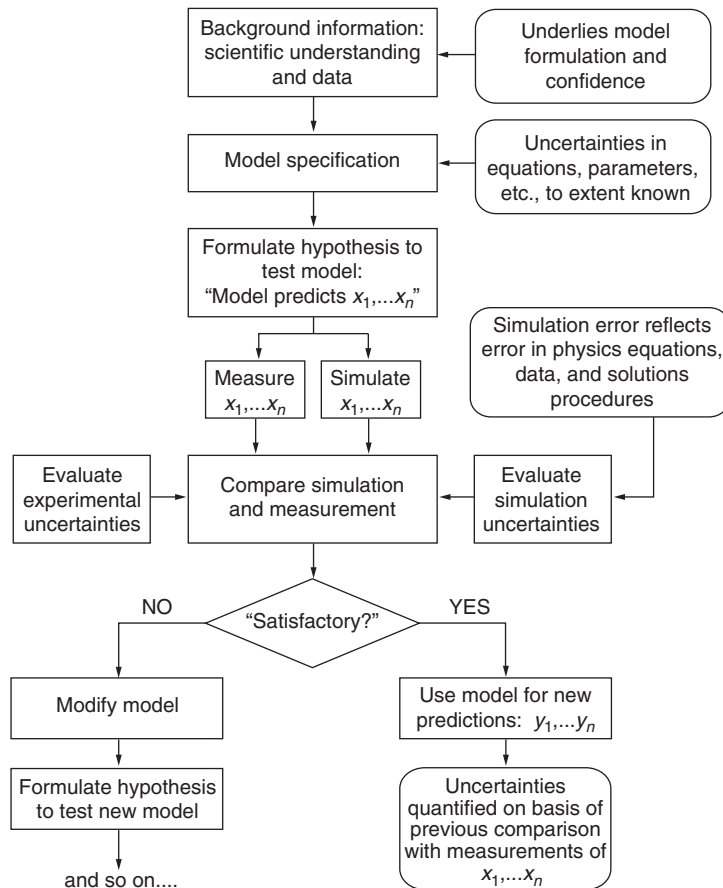 Background information:
scientific understanding
and data
Underlies model
formulation and
confidence
Model specification
Uncertainties in
equations, parameters,
etc., to extent known
Formulate hypothesis to
test model:
“Model predicts x₁,...xₙ”
Simulation error reflects
error in physics equations,
data, and solutions
procedures
Measure
x₁,...xₙ
Simulate
x₁,...xₙ
Evaluate
experimental
uncertainties
Compare simulation
and measurement
Evaluate
simulation
uncertainties
NO
“Satisfactory?”
YES
Modify model
Use model for new
predictions: y₁,...yₙ
Formulate hypothesis
to test new model
Uncertainties
quantified on basis of
previous comparison
with measurements of
x₁,...xₙ
and so on....